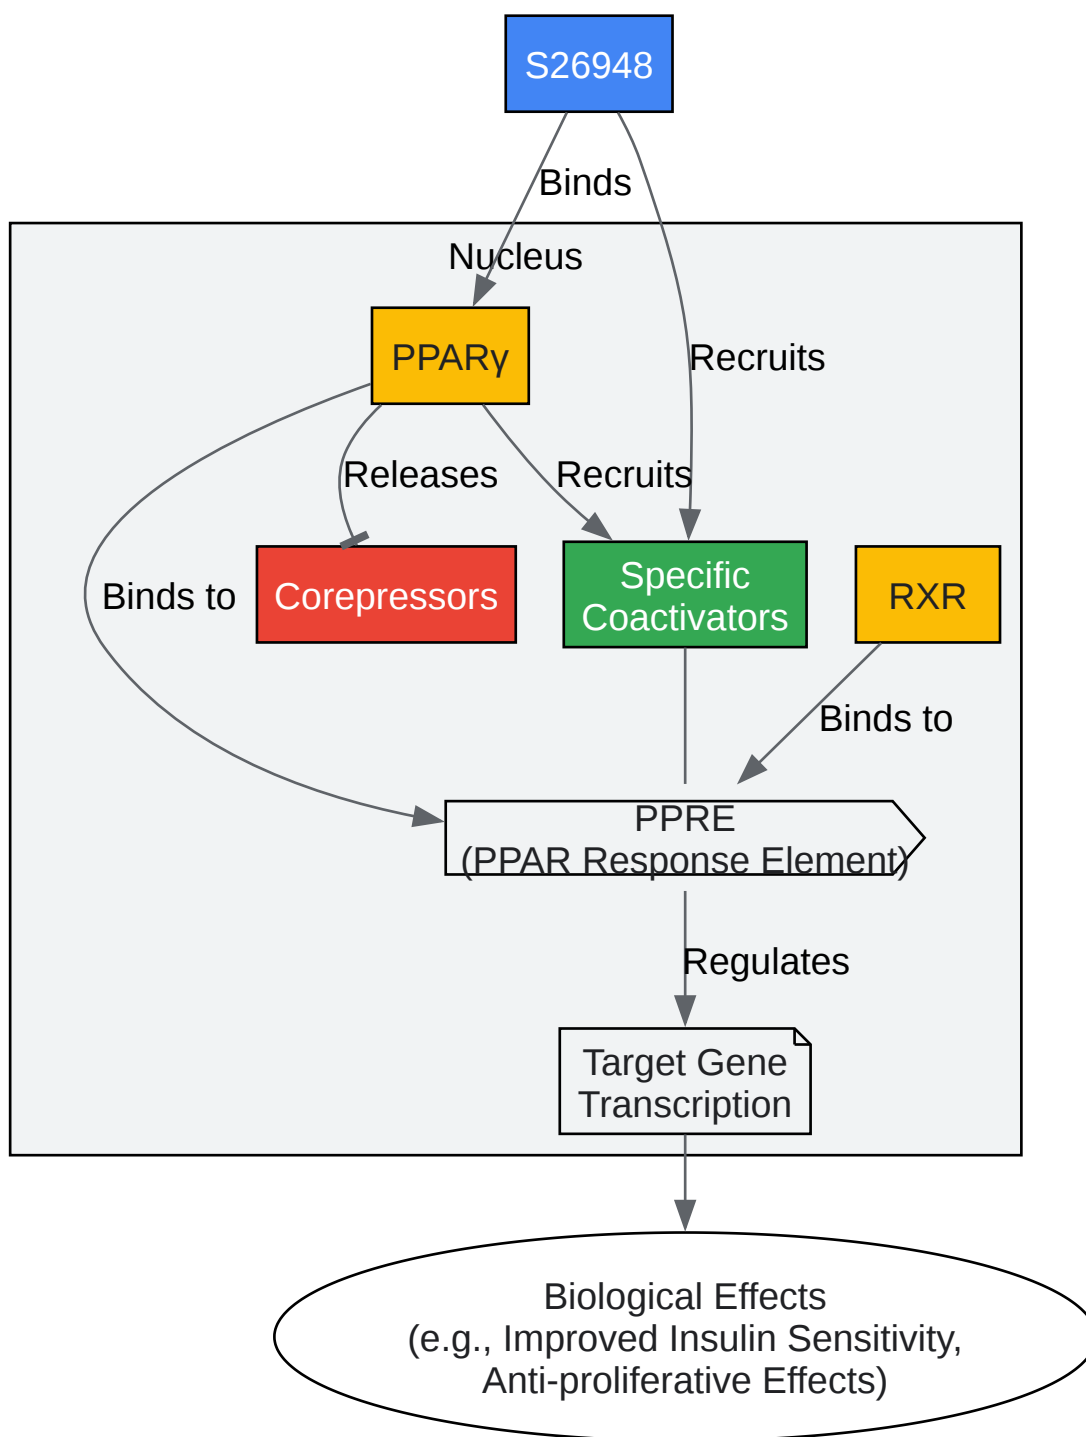 S26948
Binds
Nucleus
PPARγ
Recruits
Releases
Recruits
Binds to
Corepressors
Specific
Coactivators
RXR
Binds to
PPRE
(PPAR Response Element)
Regulates
Target Gene
Transcription
Biological Effects
(e.g., Improved Insulin Sensitivity,
Anti-proliferative Effects)